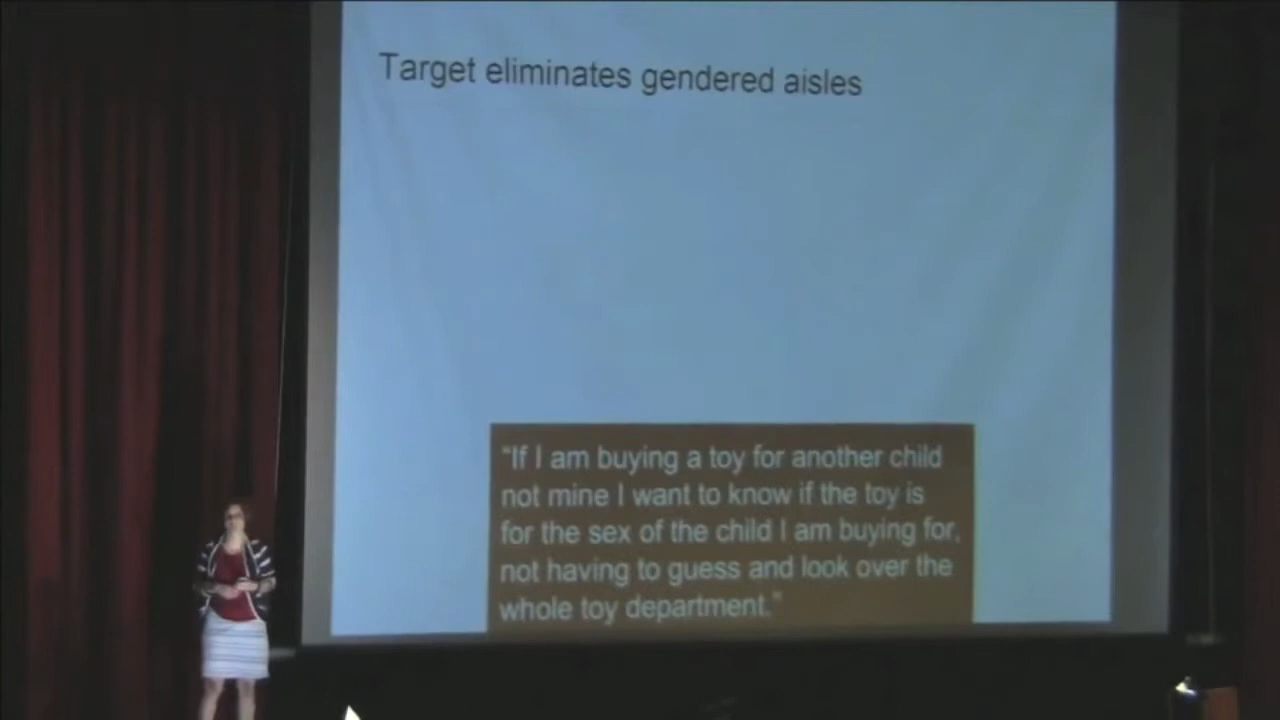 Target eliminates gendered aisles
"If I am buying a toy for another child
not mine I want to know if the toy is
for the sex of the child I am buying for,
not having to guess and look over the
whole toy department."